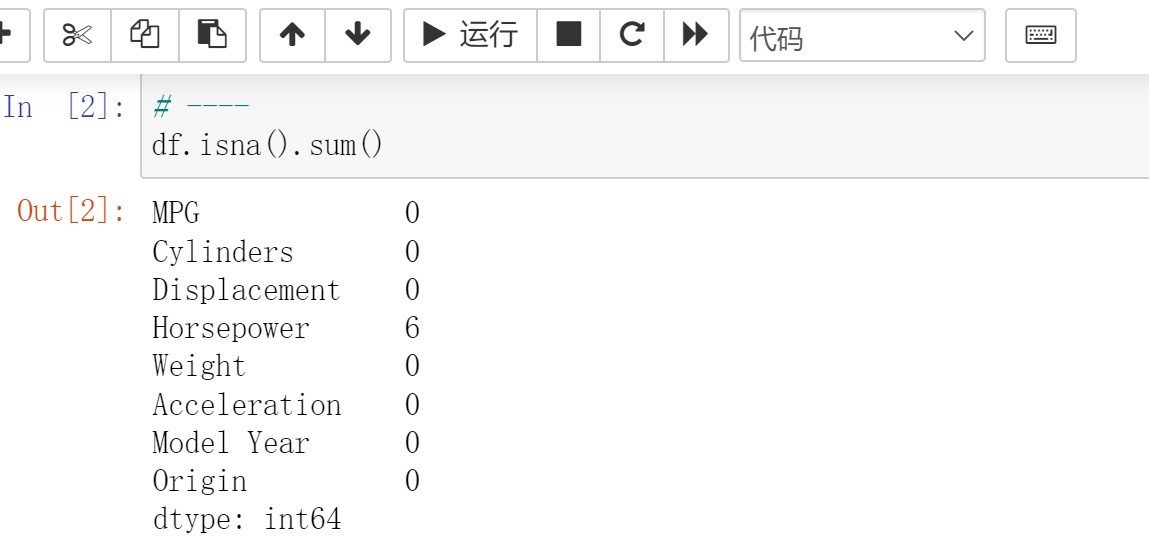 运行
代码
In [2]: # ----
df.isna().sum()
Out[2]: MPG 0
Cylinders 0
Displacement 0
Horsepower 6
Weight 0
Acceleration 0
Model Year 0
Origin 0
dtype: int64